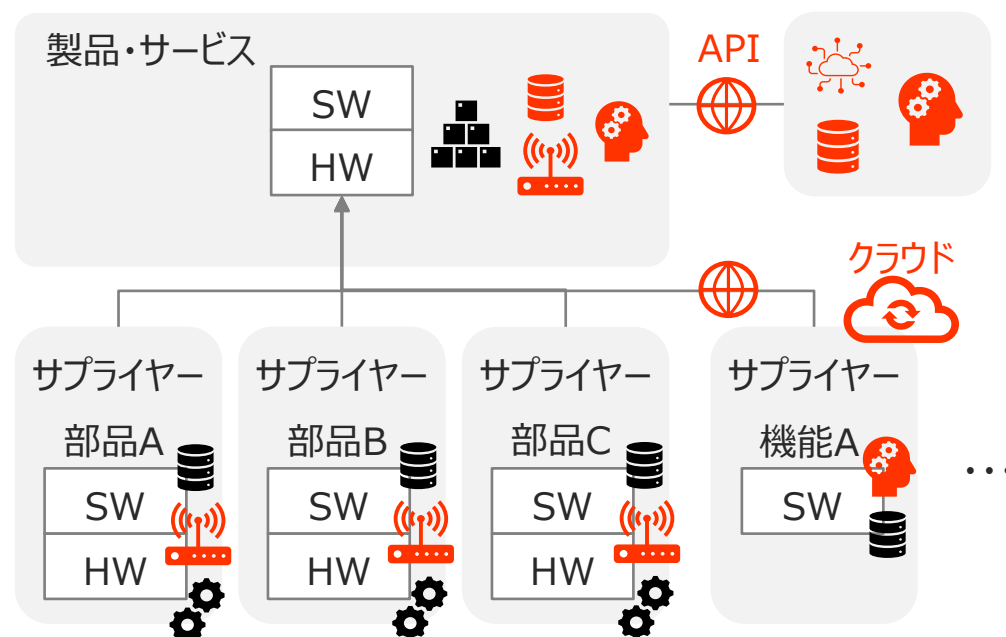 製品・サービス
API
SW
HW
クラウド
サプライヤー
サプライヤー
サプライヤー
サプライヤー
部品A
部品B
部品C
機能A
SW
SW
SW
SW
HW
HW
HW
…